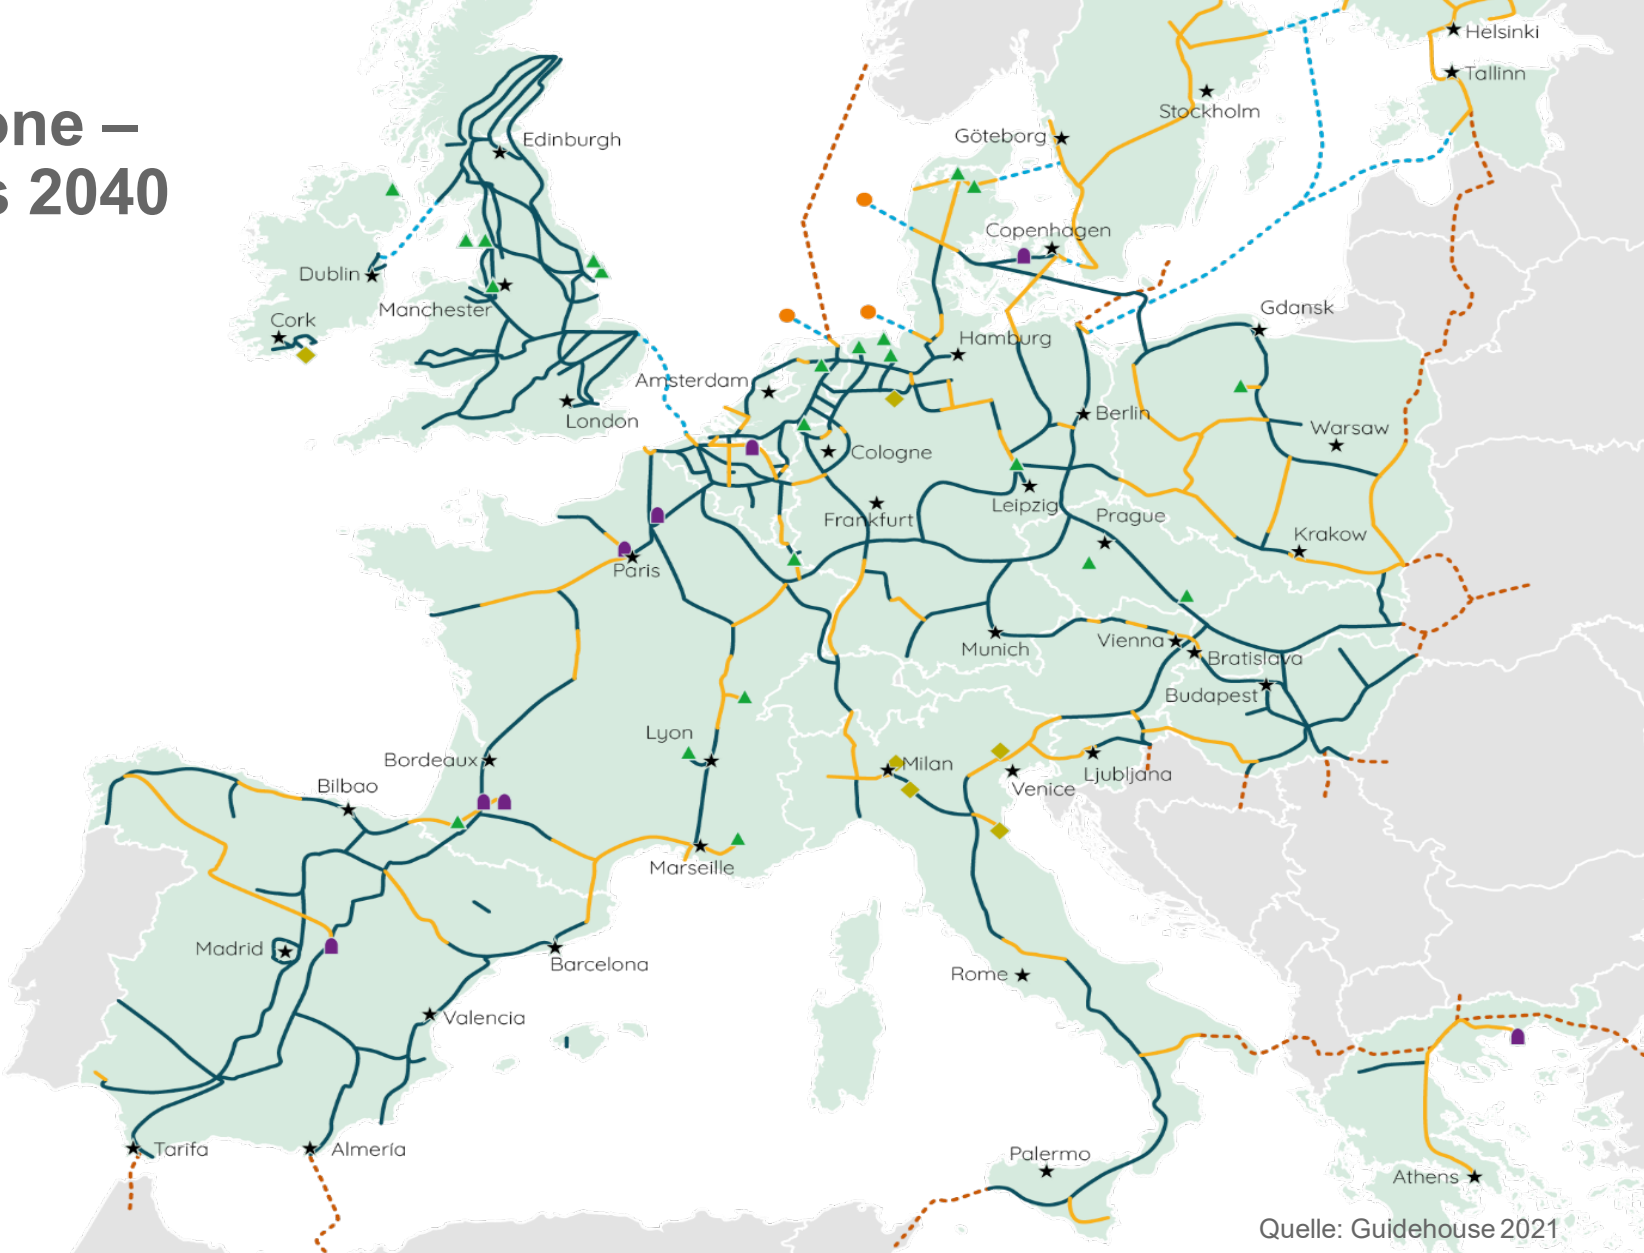 one –
s 2040
Helsinki
Tallinn
Stockholm
Göteborg
Edinburgh
Copenhagen
Dublin
Manchester
Gdansk
Cork
Hamburg
Amsterdam
Berlin
London
Warsaw
Cologne
Leipzig
Frankfurt
Prague
Krakow
Paris
Munich
Vienna
Bratislava
Budapest
Lyon
Bordeaux
Milan
Ljubljana
Bilbao
Venice
Marseille
Madrid
Barcelona
Rome
Valencia
Tarifa
Almería
Palermo
Athens
Quelle: Guidehouse 2021